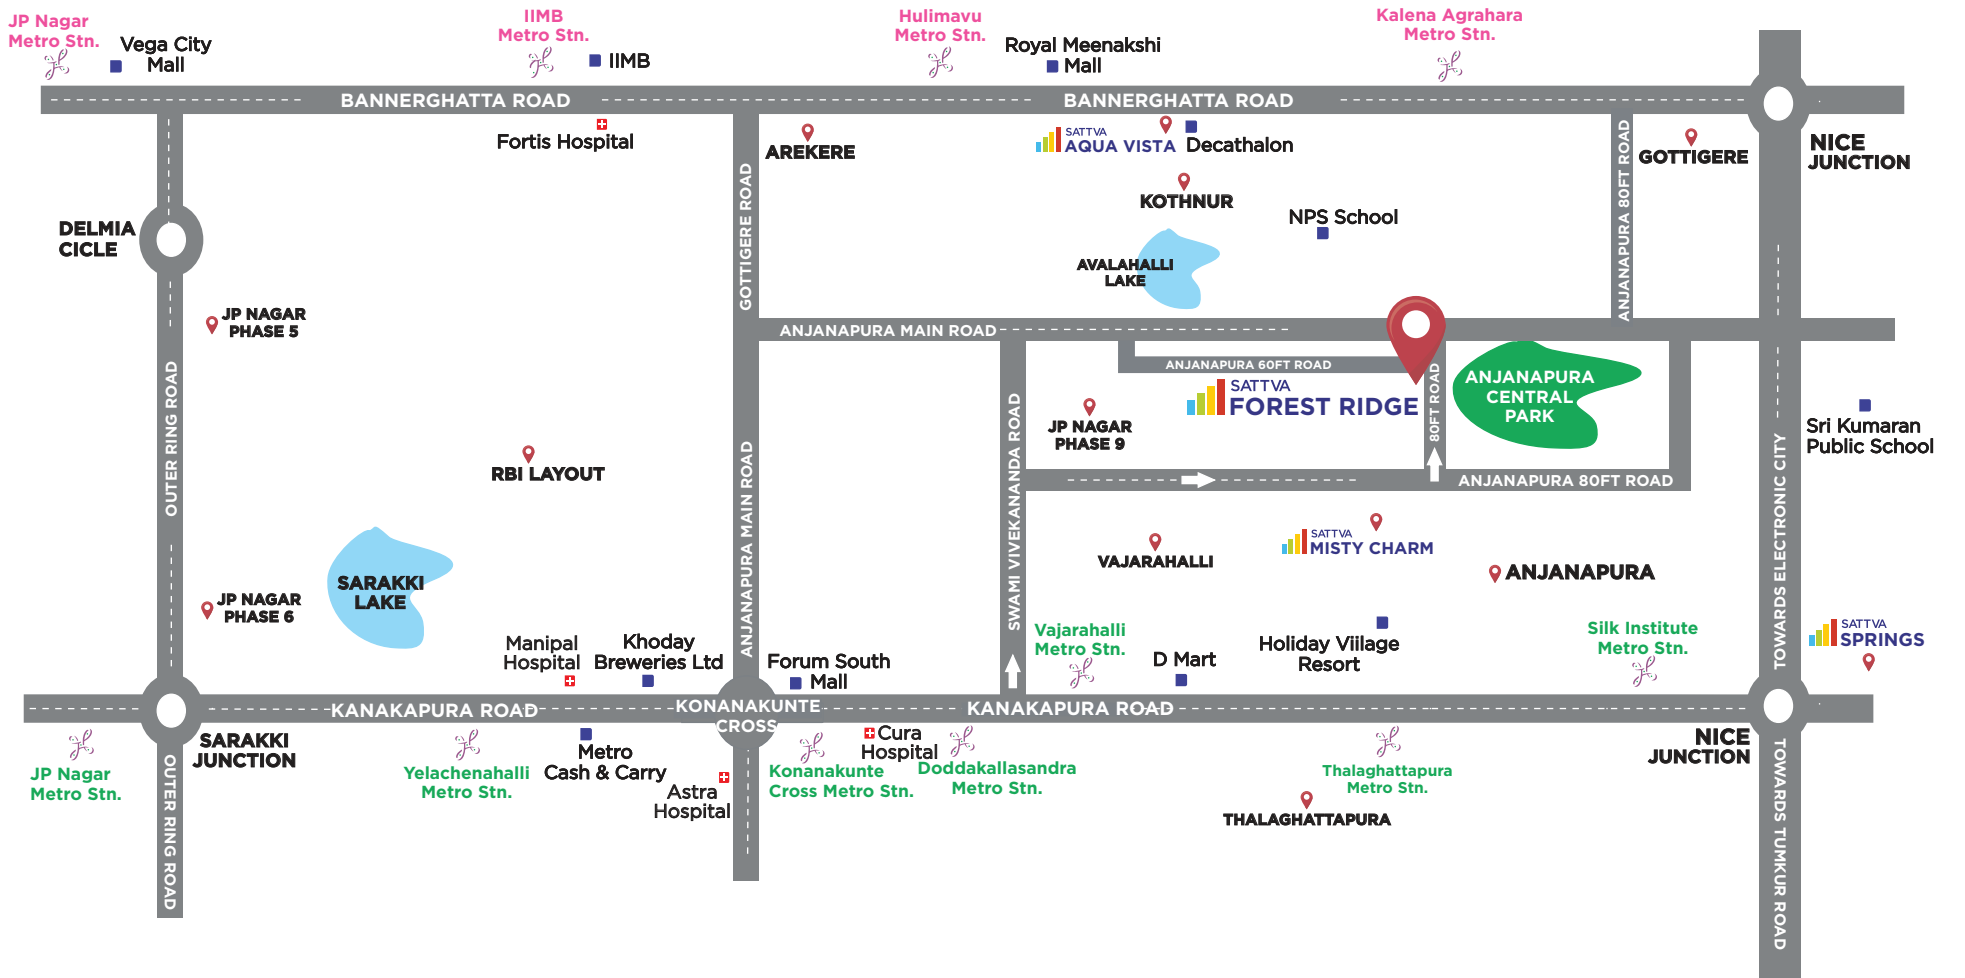 JP Nagar
Metro Stn.
Vega City
Mall
IIMB
Metro Stn.
IIMB
Hulimavu
Metro Stn.
Royal Meenakshi
Mall
Kalena Agrahara
Metro Stn.
BANNERGHATTA ROAD
BANNERGHATTA ROAD
Fortis Hospital
AREKERE
SATTVA
AQUA VISTA
Decathalon
GOTTIGERE
NICE
JUNCTION
KOTHNUR
NPS School
DELMIA
CICLE
GOTTIGERE ROAD
ANJANAPURA 80FT ROAD
AVALAHALLI
LAKE
JP NAGAR
PHASE 5
ANJANAPURA MAIN ROAD
ANJANAPURA 60FT ROAD
SATTVA
FOREST RIDGE
80FT ROAD
ANJANAPURA
CENTRAL
PARK
OUTER RING ROAD
JP NAGAR
PHASE 9
Sri Kumaran
Public School
RBI LAYOUT
ANJANAPURA MAIN ROAD
SWAMI VIVEKANANDA ROAD
ANJANAPURA 80FT ROAD
TOWARDS ELECTRONIC CITY
SATTVA
MISTY CHARM
VAJARAHALLI
ANJANAPURA
SARAKKI
LAKE
JP NAGAR
PHASE 6
Manipal
Hospital
Khoday
Breweries Ltd
Forum South
Mall
Vajarahalli
Metro Stn.
D Mart
Holiday Viilage
Resort
Silk Institute
Metro Stn.
SATTVA
SPRINGS
KANAKAPURA ROAD
KONANAKUNTE
CROSS
KANAKAPURA ROAD
SARAKKI
JUNCTION
JP Nagar
Metro Stn.
OUTER RING ROAD
Yelachenahalli
Metro Stn.
Metro
Cash & Carry
Astra
Hospital
Konanakunte
Cross Metro Stn.
Cura
Hospital
Doddakallasandra
Metro Stn.
Thalaghattapura
Metro Stn.
THALAGHATTAPURA
NICE
JUNCTION
TOWARDS TUMKUR ROAD